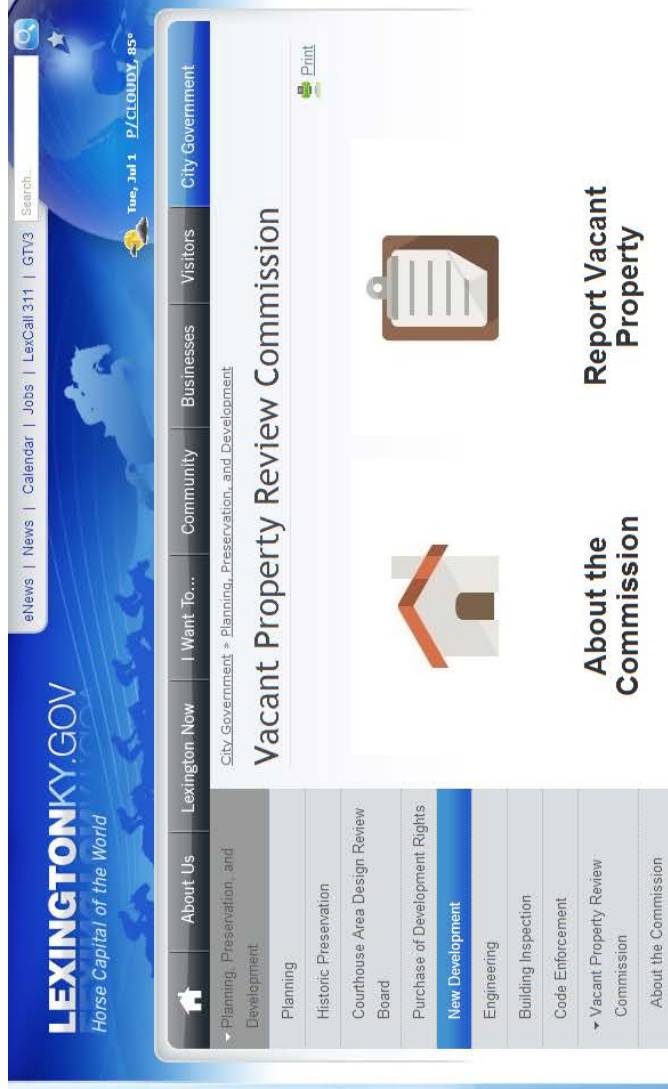 eNews | News | Calendar | Jobs | LexCall 311 | GTV3
Search..
LEXINGTONKY.GOV
Horse Capital of the World
Tue, Jul 1 P/CLOUDY, 85°
About Us
Lexington Now
I Want To...
Community
Businesses
Visitors
City Government
Planning, Preservation, and
Development
Planning
Historic Preservation
Courthouse Area Design Review
Board
Purchase of Development Rights
New Development
Engineering
Building Inspection
Code Enforcement
Vacant Property Review
Commission
About the Commission
City Government » Planning, Preservation, and Development
Vacant Property Review Commission
Print
About the
Commission
Report Vacant
Property